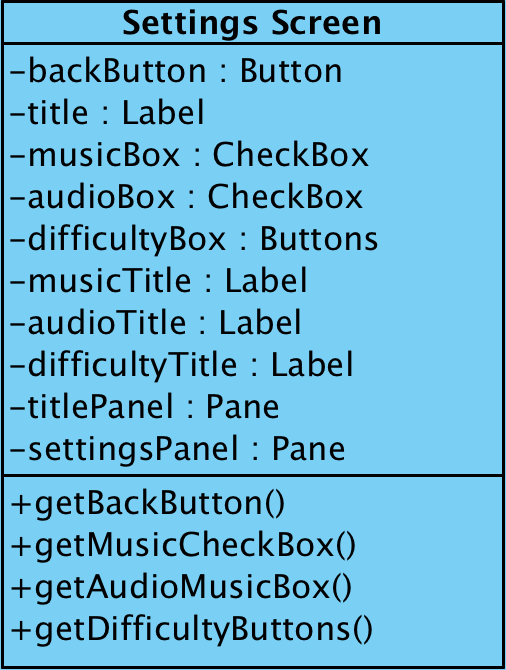 Settings Screen
-backButton : Button
-title : Label
-musicBox : CheckBox
-audioBox : CheckBox
-difficultyBox : Buttons
-musicTitle : Label
-audioTitle : Label
-difficultyTitle : Label
-titlePanel : Pane
-settingsPanel : Pane
+getBackButton()
+getMusicCheckBox()
+getAudioMusicBox()
+getDifficultyButtons()